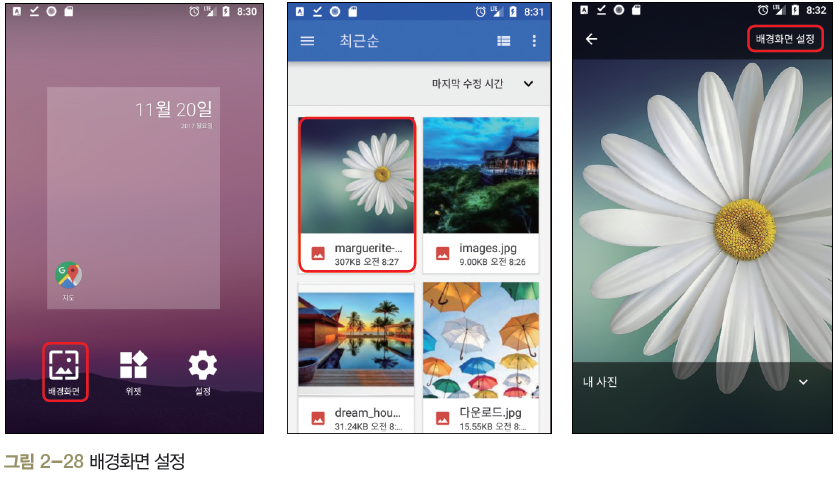 8:30
11월 20일
2017 월요일
지도
배경화면
위젯
설정
8:31
최근순
마지막 수정 시간
marguerite-...
307KB 오전 8:27
images.jpg
9.00KB 오전 8:26
dream_hou...
31.24KB 오전 8:...
다운로드.jpg
15.55KB 오전 8:...
8:32
배경화면 설정
내 사진
그림 2-28 배경화면 설정